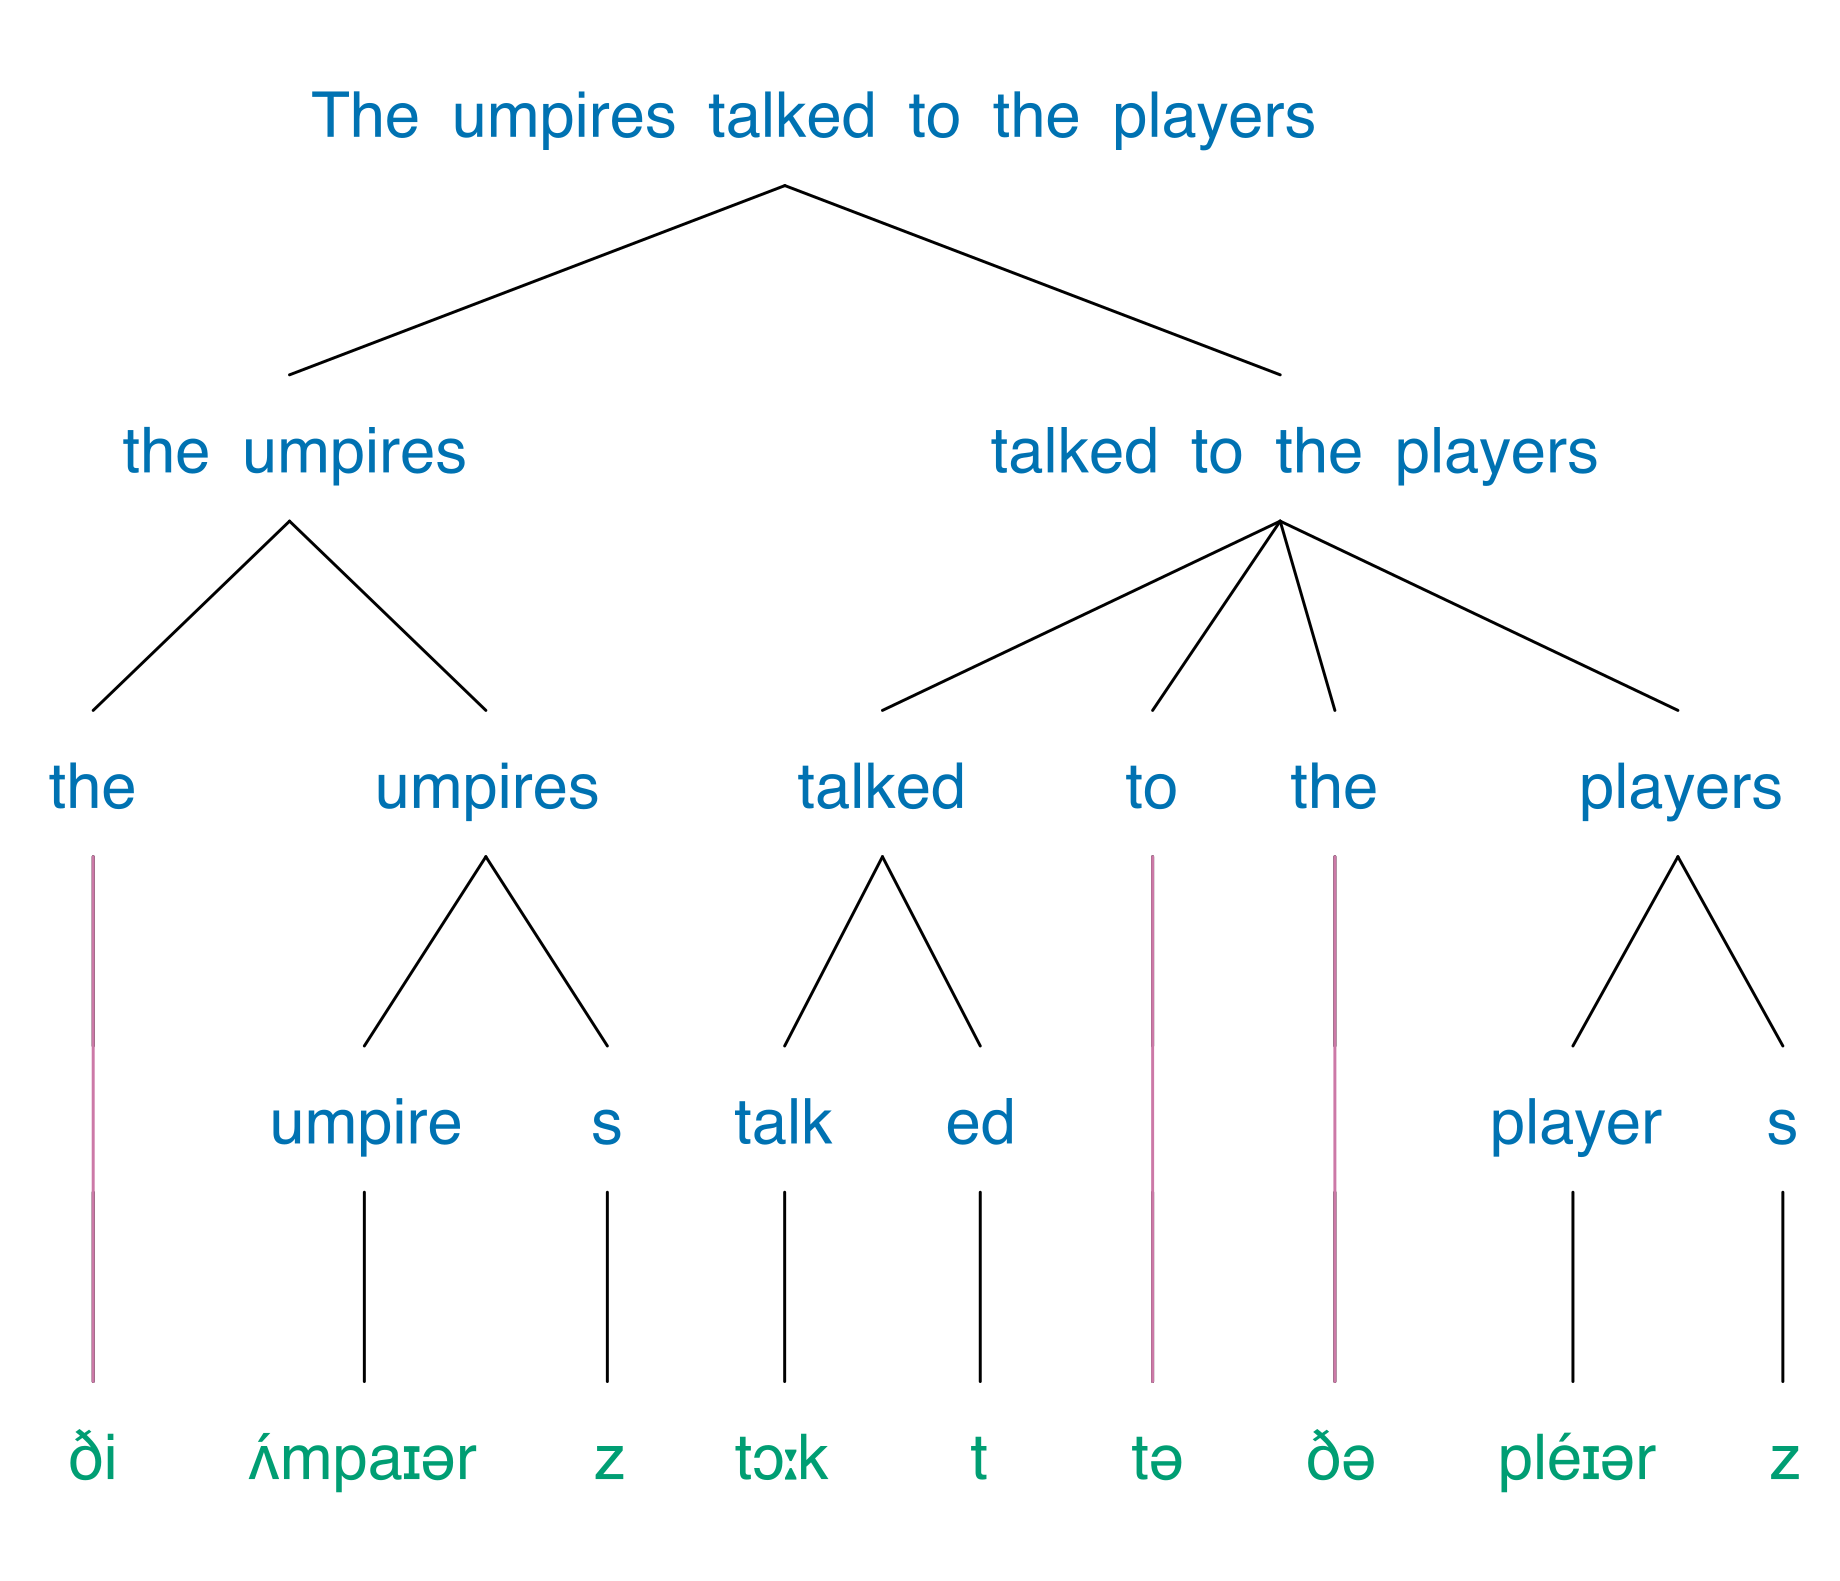 The umpires talked to the players
the umpires talked to the players
the umpires talked to the players
umpire s talk ed player s
ði ʌ́mpaɪər z tɔːk t tə ðə pléɪər z